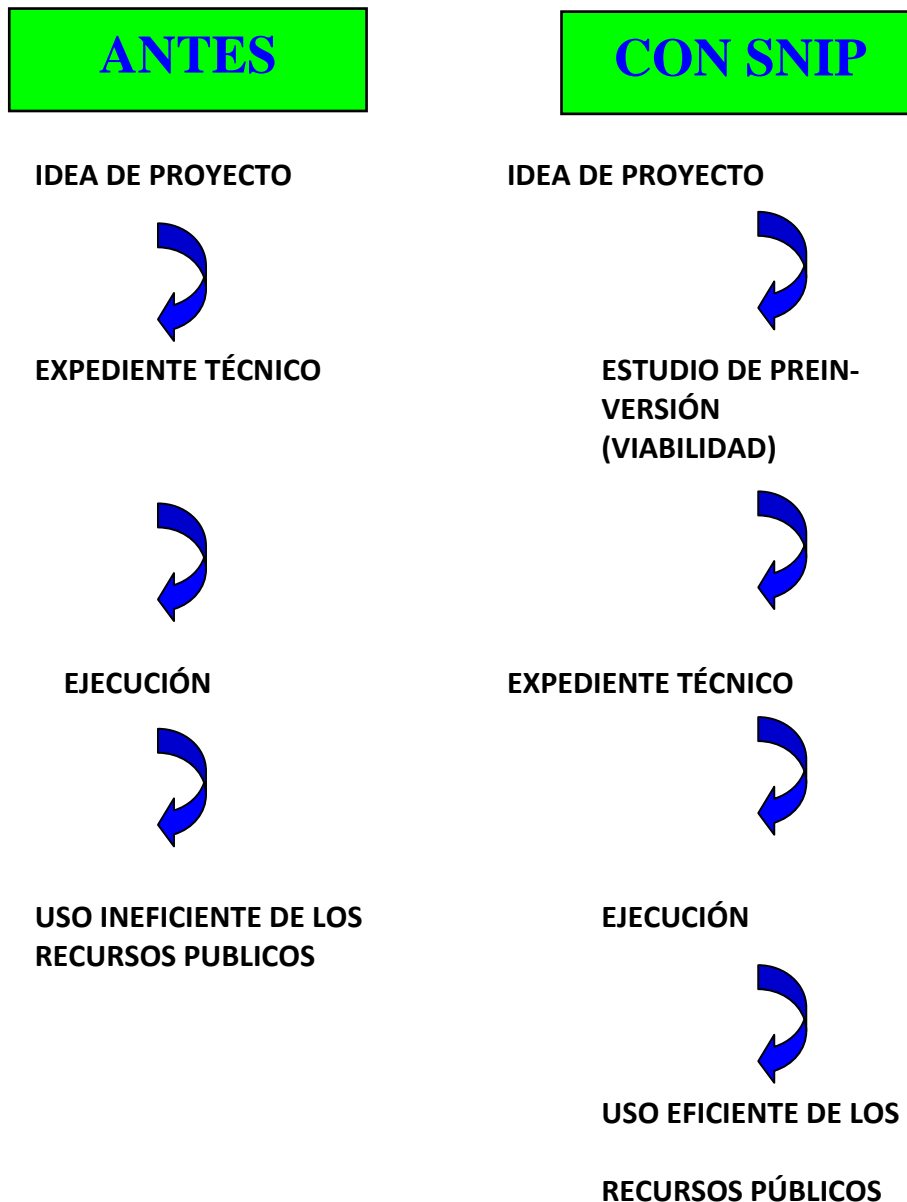 ANTES
IDEA DE PROYECTO
EXPEDIENTE TÉCNICO
EJECUCIÓN
USO INEFICIENTE DE LOS
RECURSOS PUBLICOS
CON SNIP
IDEA DE PROYECTO
ESTUDIO DE PREIN-
VERSIÓN
(VIABILIDAD)
EXPEDIENTE TÉCNICO
EJECUCIÓN
USO EFICIENTE DE LOS
RECURSOS PÚBLICOS